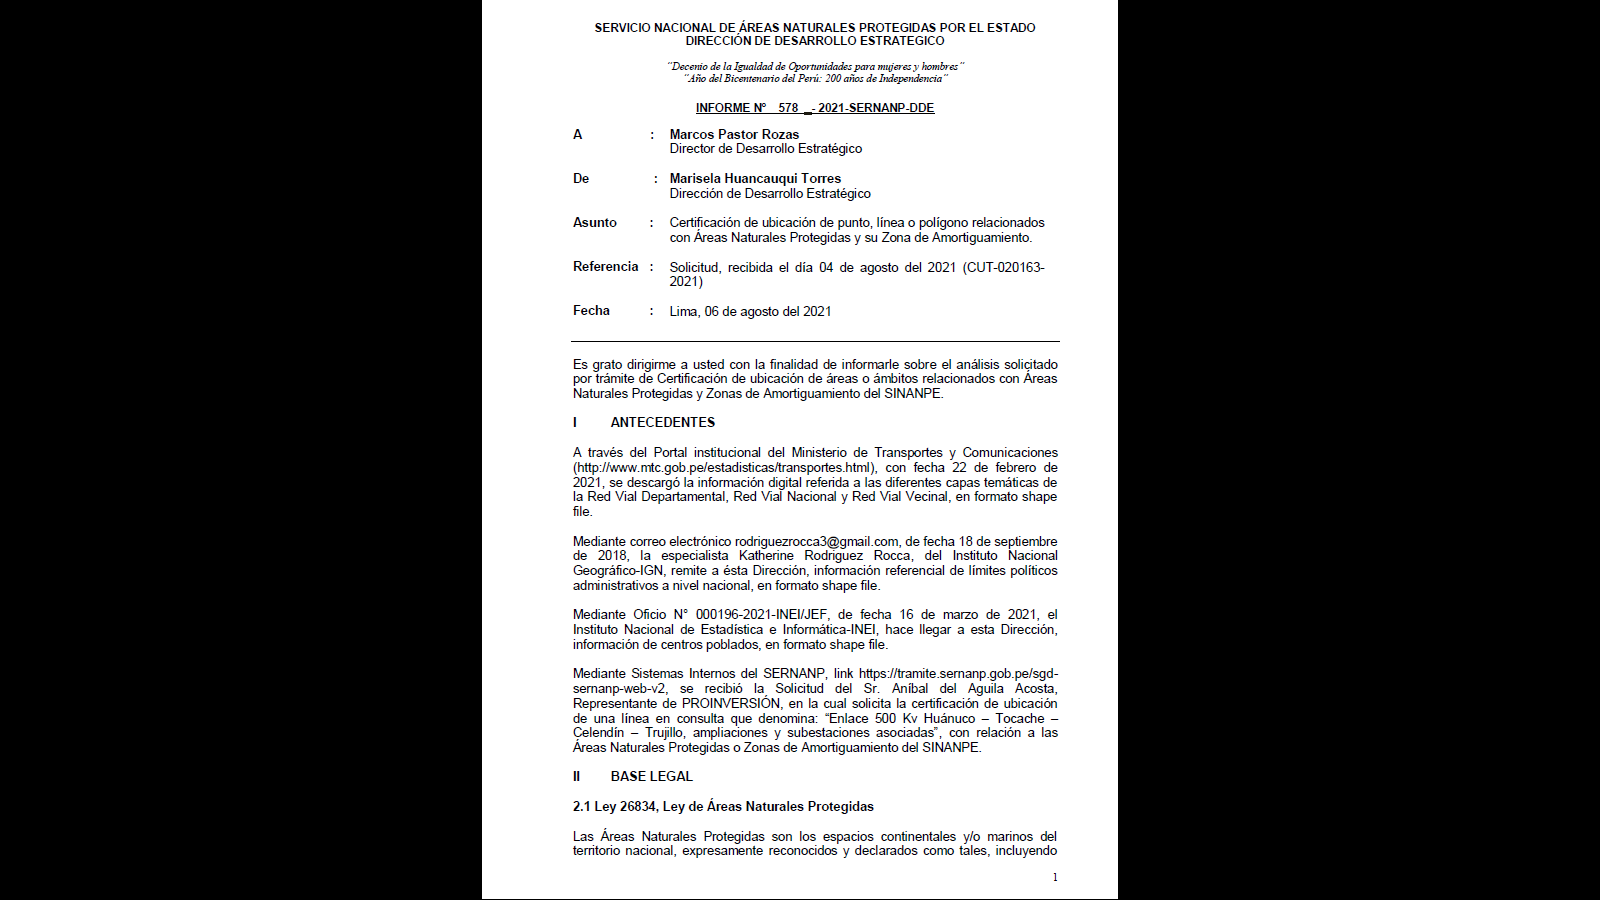 SERVICIO NACIONAL DE ÁREAS NATURALES PROTEGIDAS POR EL ESTADO
DIRECCIÓN DE DESARROLLO ESTRATEGICO
“Decenio de la Igualdad de Oportunidades para mujeres y hombres”
“Año del Bicentenario del Perú: 200 años de Independencia”
INFORME Nº 578 _- 2021-SERNANP-DDE
A : Marcos Pastor Rozas
Director de Desarrollo Estratégico
De : Marisela Huancauqui Torres
Dirección de Desarrollo Estratégico
Asunto : Certificación de ubicación de punto, línea o polígono relacionados
con Áreas Naturales Protegidas y su Zona de Amortiguamiento.
Referencia : Solicitud, recibida el día 04 de agosto del 2021 (CUT-020163-
2021)
Fecha : Lima, 06 de agosto del 2021
Es grato dirigirme a usted con la finalidad de informarle sobre el análisis solicitado
por trámite de Certificación de ubicación de áreas o ámbitos relacionados con Áreas
Naturales Protegidas y Zonas de Amortiguamiento del SINANPE.
I ANTECEDENTES
A través del Portal institucional del Ministerio de Transportes y Comunicaciones
(http://www.mtc.gob.pe/estadisticas/transportes.html), con fecha 22 de febrero de
2021, se descargó la información digital referida a las diferentes capas temáticas de
la Red Vial Departamental, Red Vial Nacional y Red Vial Vecinal, en formato shape
file.
Mediante correo electrónico rodriguezrocca3@gmail.com, de fecha 18 de septiembre
de 2018, la especialista Katherine Rodriguez Rocca, del Instituto Nacional
Geográfico-IGN, remite a ésta Dirección, información referencial de límites políticos
administrativos a nivel nacional, en formato shape file.
Mediante Oficio N° 000196-2021-INEI/JEF, de fecha 16 de marzo de 2021, el
Instituto Nacional de Estadística e Informática-INEI, hace llegar a esta Dirección,
información de centros poblados, en formato shape file.
Mediante Sistemas Internos del SERNANP, link https://tramite.sernanp.gob.pe/sgd-
sernanp-web-v2, se recibió la Solicitud del Sr. Aníbal del Aguila Acosta,
Representante de PROINVERSIÓN, en la cual solicita la certificación de ubicación
de una línea en consulta que denomina: “Enlace 500 Kv Huánuco – Tocache –
Celendín – Trujillo, ampliaciones y subestaciones asociadas”, con relación a las
Áreas Naturales Protegidas o Zonas de Amortiguamiento del SINANPE.
II BASE LEGAL
2.1 Ley 26834, Ley de Áreas Naturales Protegidas
Las Áreas Naturales Protegidas son los espacios continentales y/o marinos del
territorio nacional, expresamente reconocidos y declarados como tales, incluyendo
1